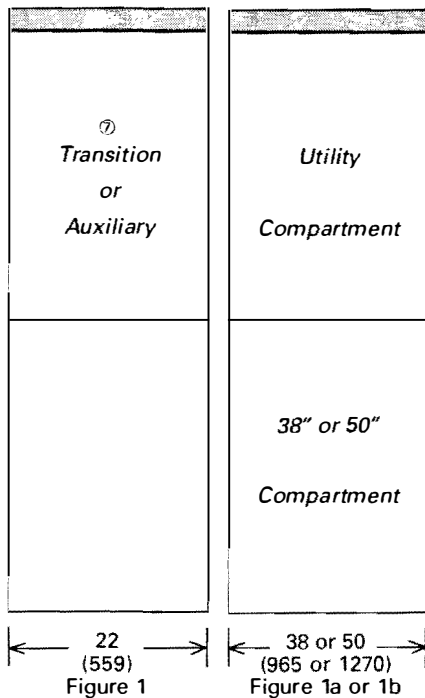 ⑦
Transition
or
Auxiliary
Utility
Compartment
38" or 50"
Compartment
22
(559)
Figure 1
38 or 50
(965 or 1270)
Figure 1a or 1b